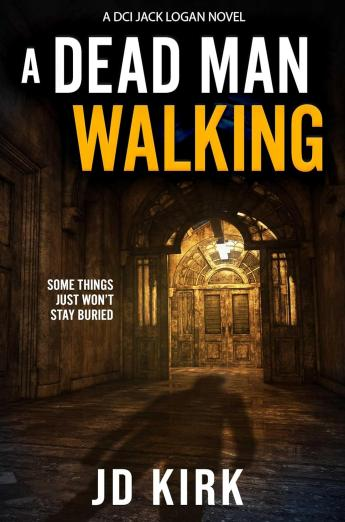 A DCI JACK LOGAN NOVEL
A DEAD MAN
WALKING
SOME THINGS
JUST WON'T
STAY BURIED
JD KIRK